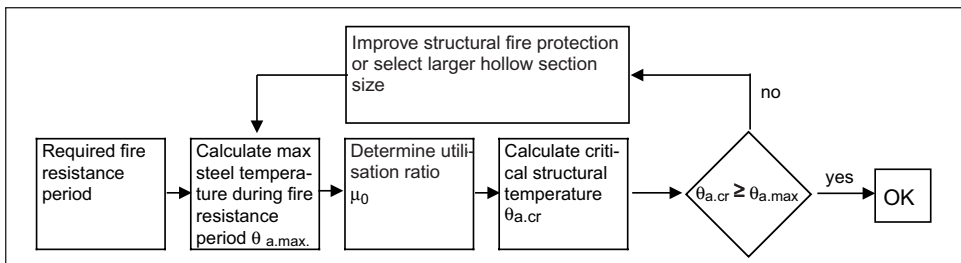 Improve structural fire protection
or select larger hollow section
size
no
Required fire
resistance
period
Calculate max
steel tempera-
ture during fire
resistance
period θ a.max.
Determine utili-
sation ratio
μ0
Calculate criti-
cal structural
temperature
θa.cr
θa.cr ≥ θa.max
yes
OK